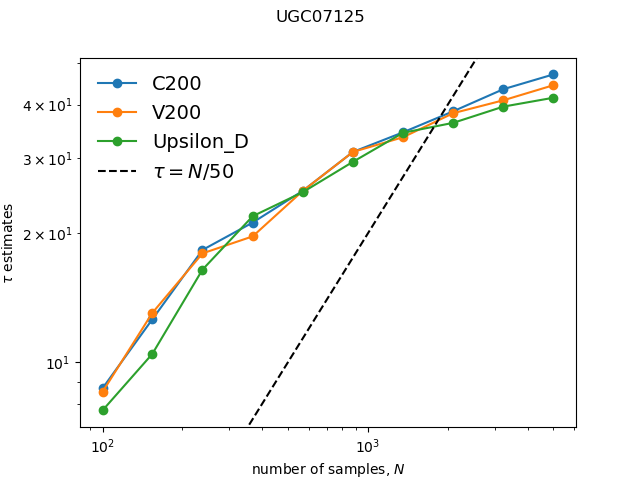 UGC07125
C200
V200
Upsilon_D
τ = N/50
4 × 10¹
3 × 10¹
2 × 10¹
10¹
τ estimates
10² 10³
number of samples, N